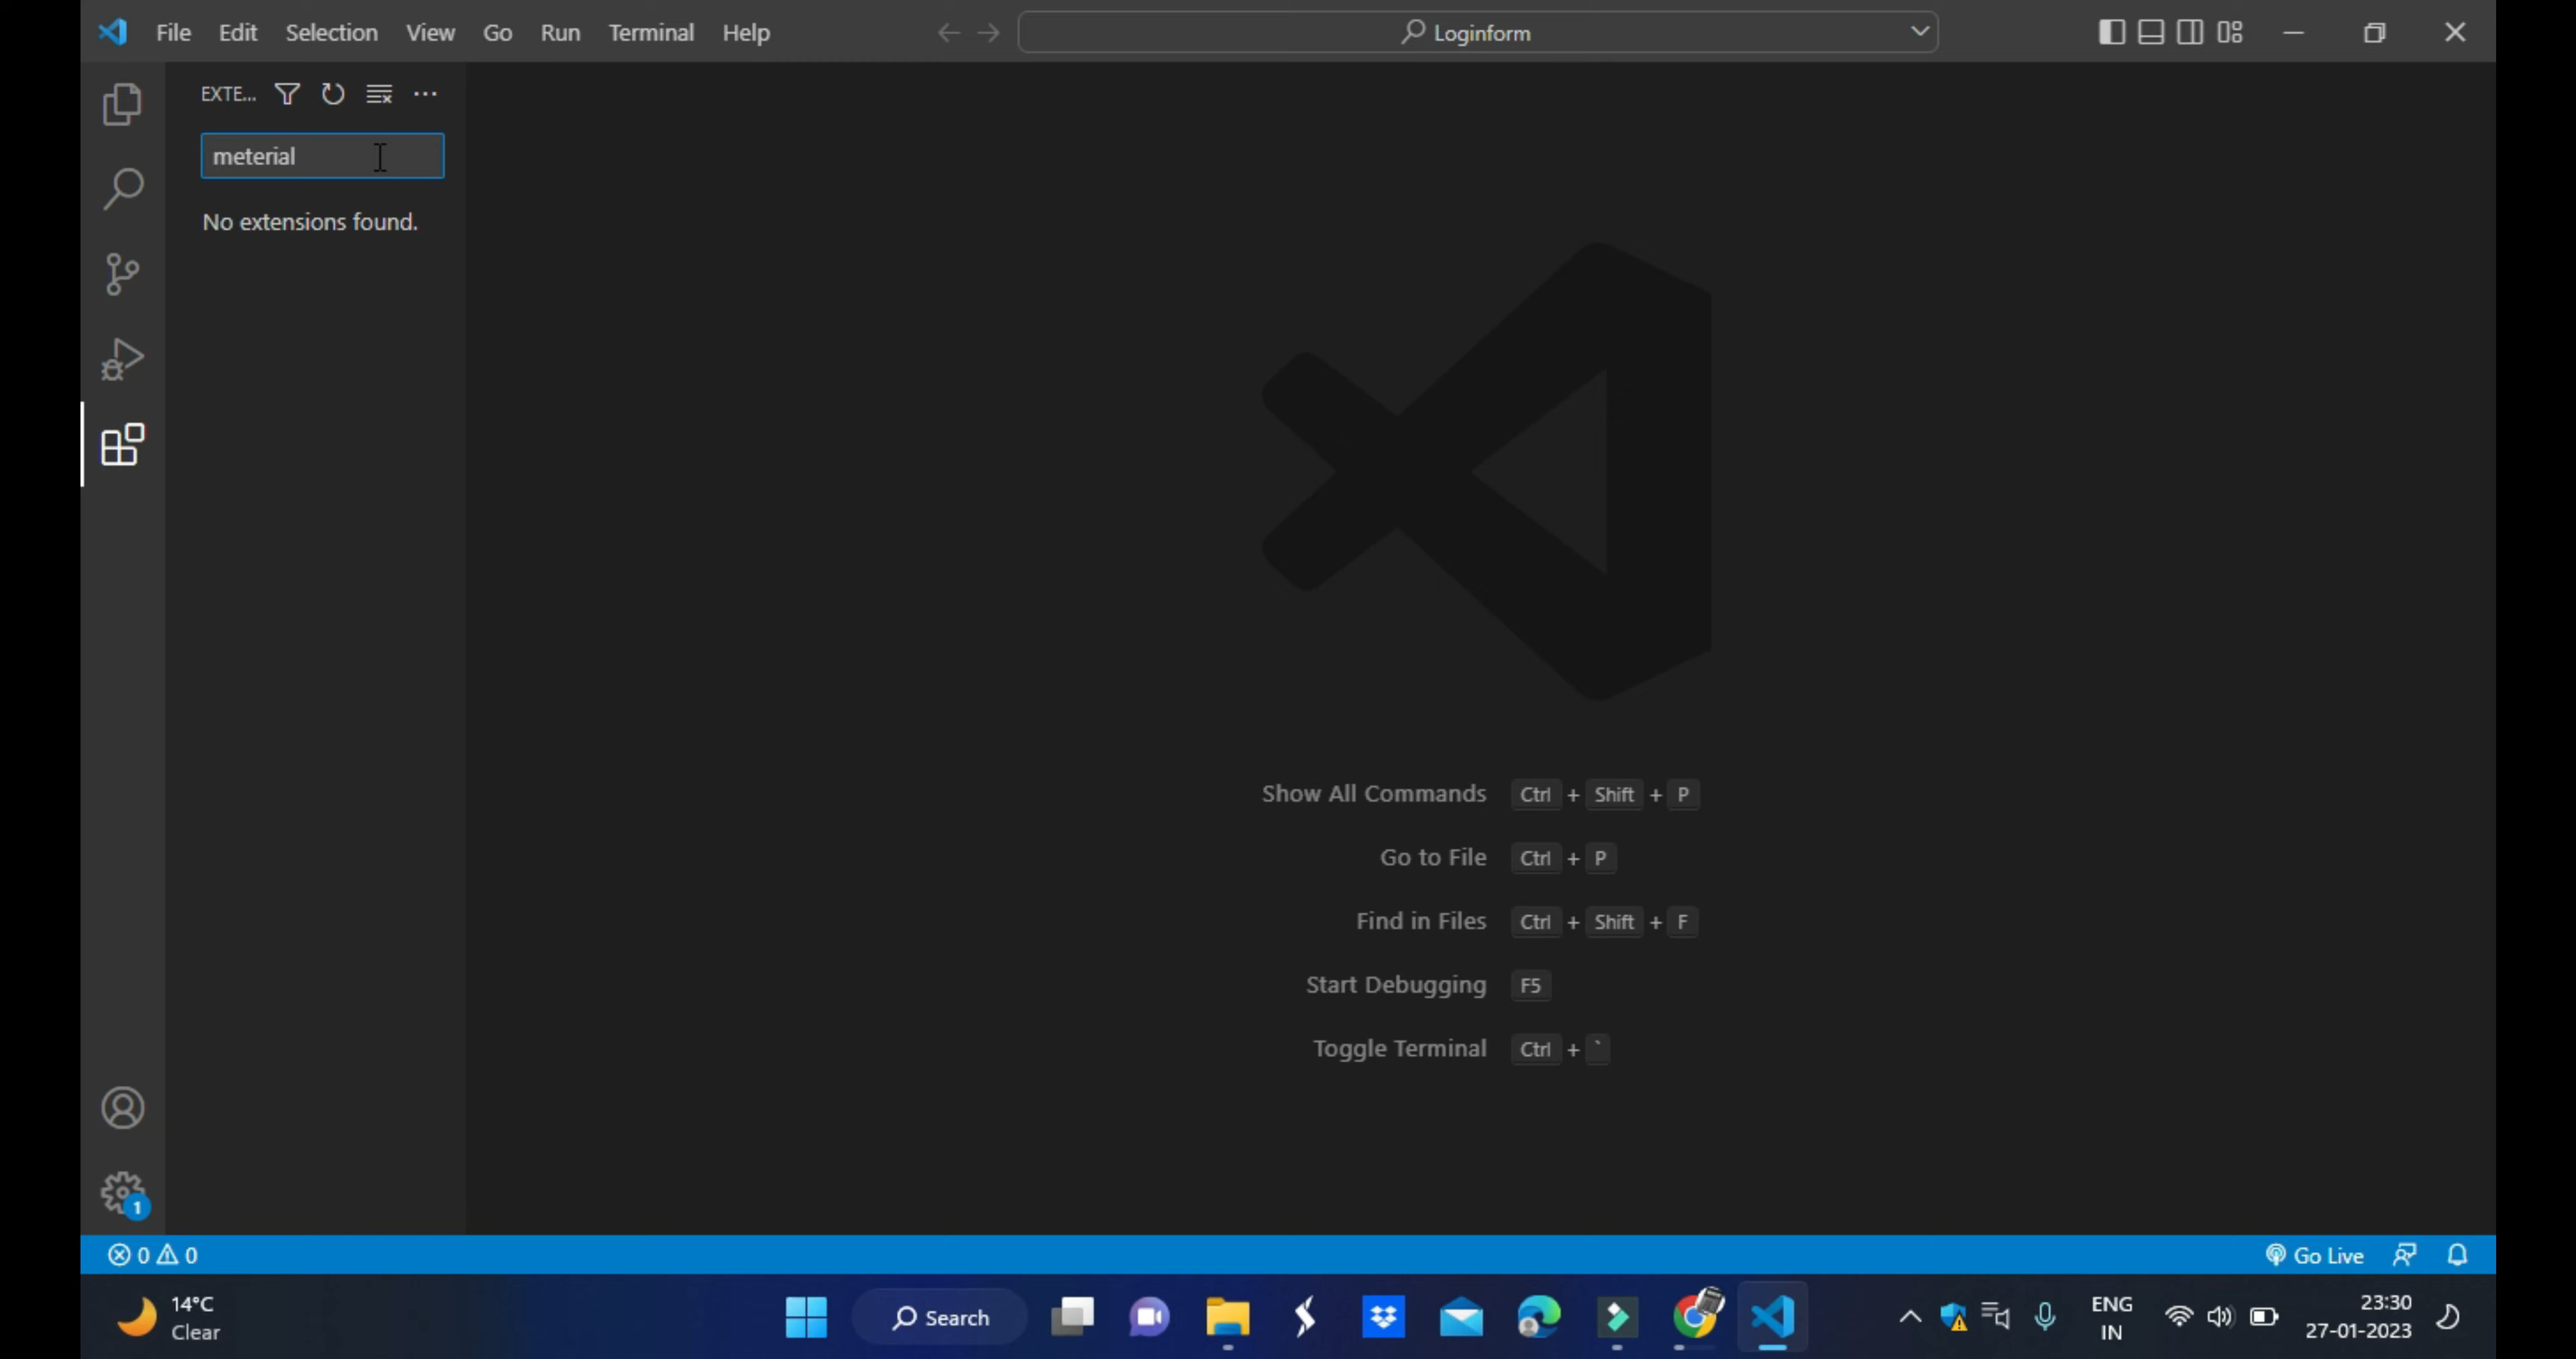 File Edit Selection View Go Run Terminal Help
Loginform
EXTE...
meterial
No extensions found.
Show All Commands Ctrl + Shift + P
Go to File Ctrl + P
Find in Files Ctrl + Shift + F
Start Debugging F5
Toggle Terminal Ctrl + `
1
0 0
Go Live
14°C
Clear
Search
ENG
IN
23:30
27-01-2023